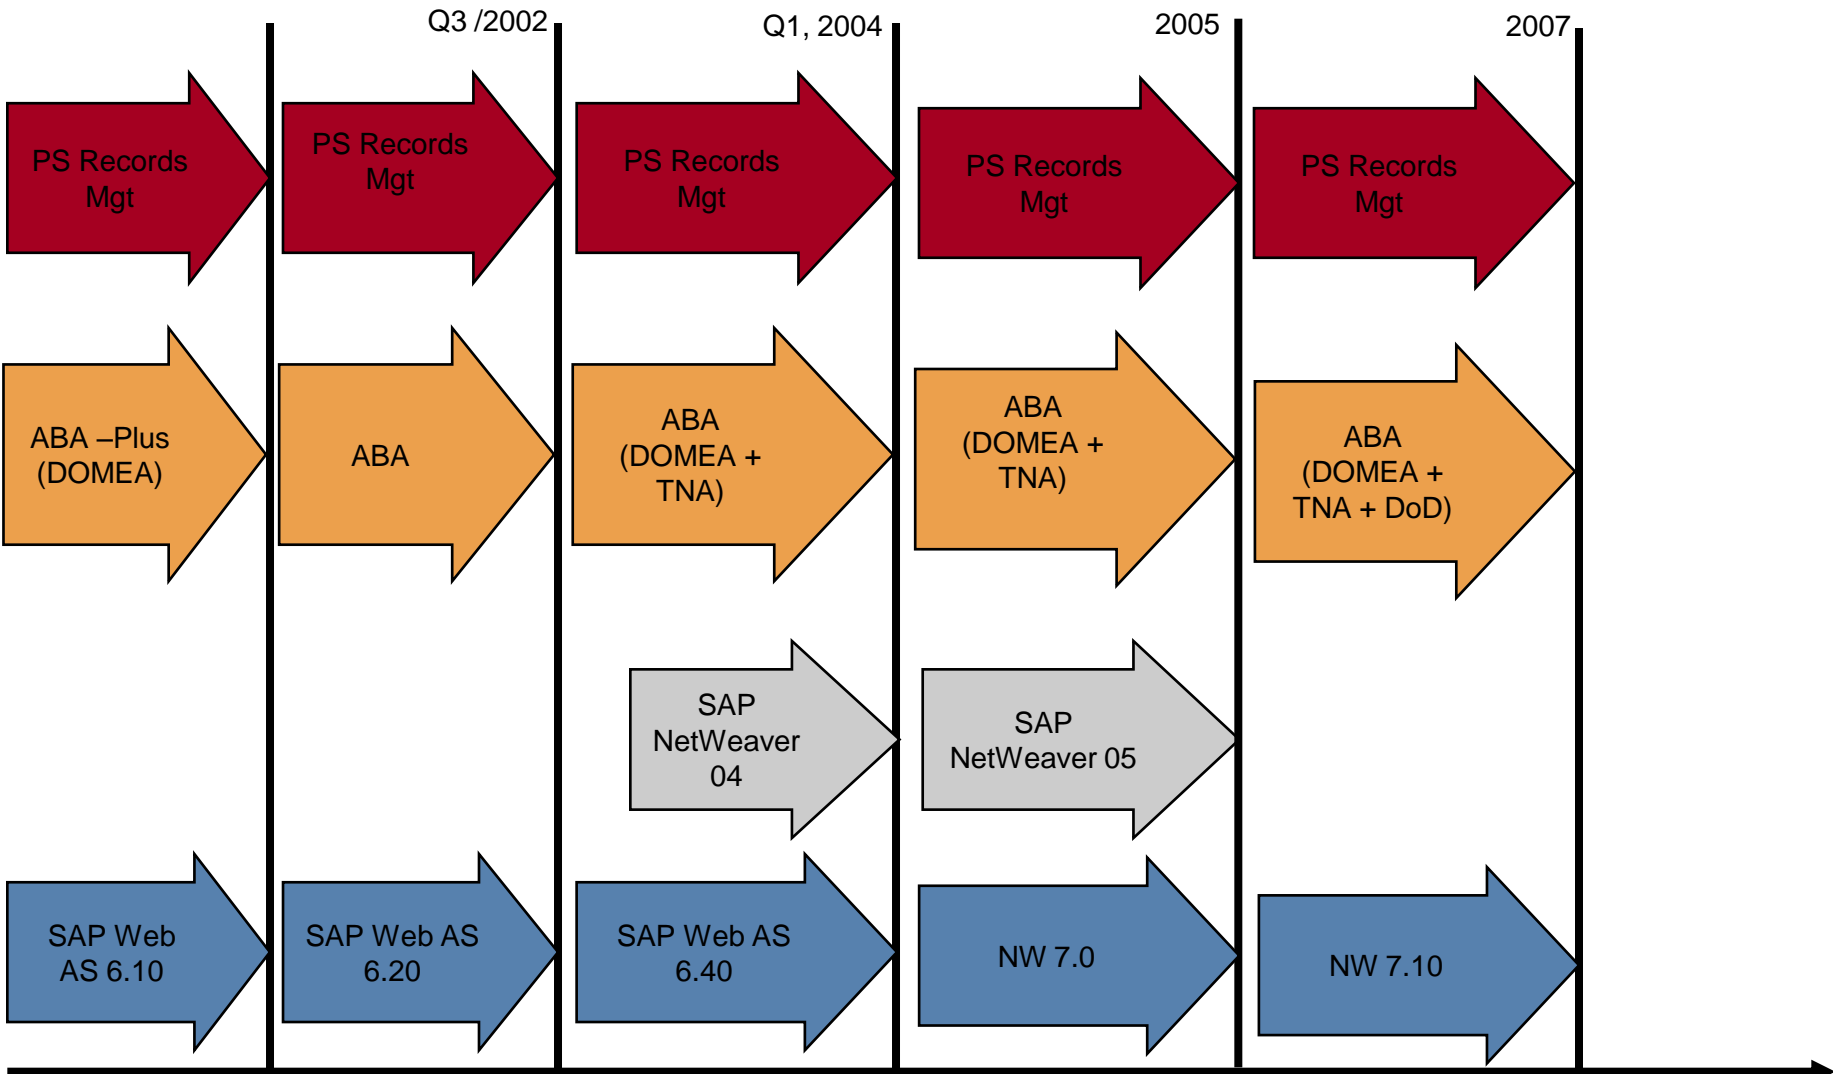 Q3 /2002
Q1, 2004
2005
2007
PS Records
Mgt
PS Records
Mgt
PS Records
Mgt
PS Records
Mgt
PS Records
Mgt
ABA –Plus
(DOMEA)
ABA
ABA
(DOMEA +
TNA)
ABA
(DOMEA +
TNA)
ABA
(DOMEA +
TNA + DoD)
SAP
NetWeaver
04
SAP
NetWeaver 05
SAP Web
AS 6.10
SAP Web AS
6.20
SAP Web AS
6.40
NW 7.0
NW 7.10